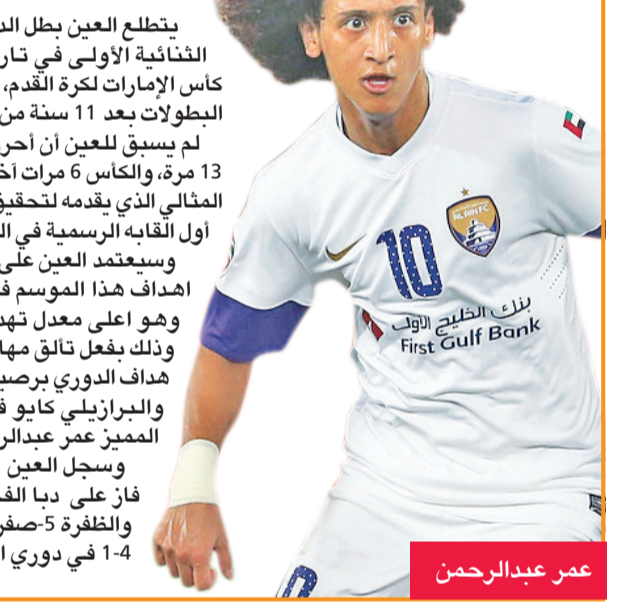 يتطلع العين بطل الد
الثنائية الأولى في تار
كأس الإمارات لكرة القدم،
البطولات بعد 11 سنة من
لم يسبق للعين أن أحر
13 مرة، والكأس 6 مرات آخ
المثالي الذي يقدمه لتحقيق
أول القابه الرسمية في ال
وسيعتمد العين على
اهداف هذا الموسم ف
وهو اعلى معدل تهد
وذلك بفعل تألق مها
هداف الدوري برصي
والبرازيلي كايو ف
المميز عمر عبدالر
وسجل العين
فاز على دبا الف
والظفرة 5-صفر
4-1 في دوري ا
AL AIN FC
10
بنك الخليج الأول
First Gulf Bank
10
عمر عبدالرحمن